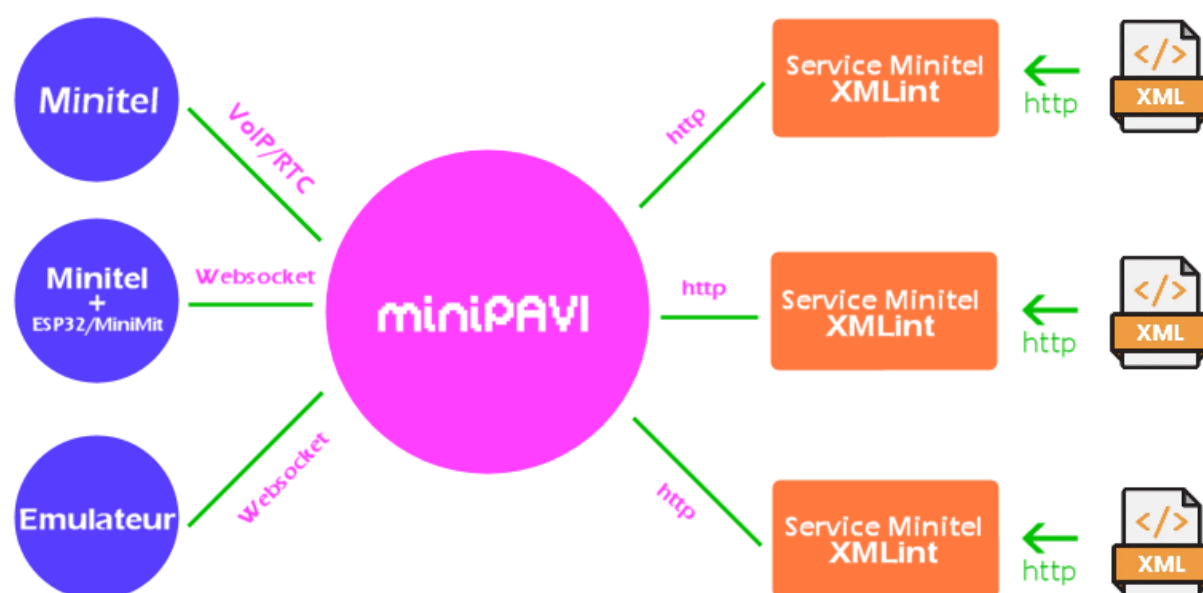 Minitel
VoIP/RTC
Minitel
+
ESP32/MiniMit
Websocket
Emulateur
Websocket
miniPAVI
http
Service Minitel
XMLint
http
</>
XML
http
Service Minitel
XMLint
http
</>
XML
http
Service Minitel
XMLint
http
</>
XML